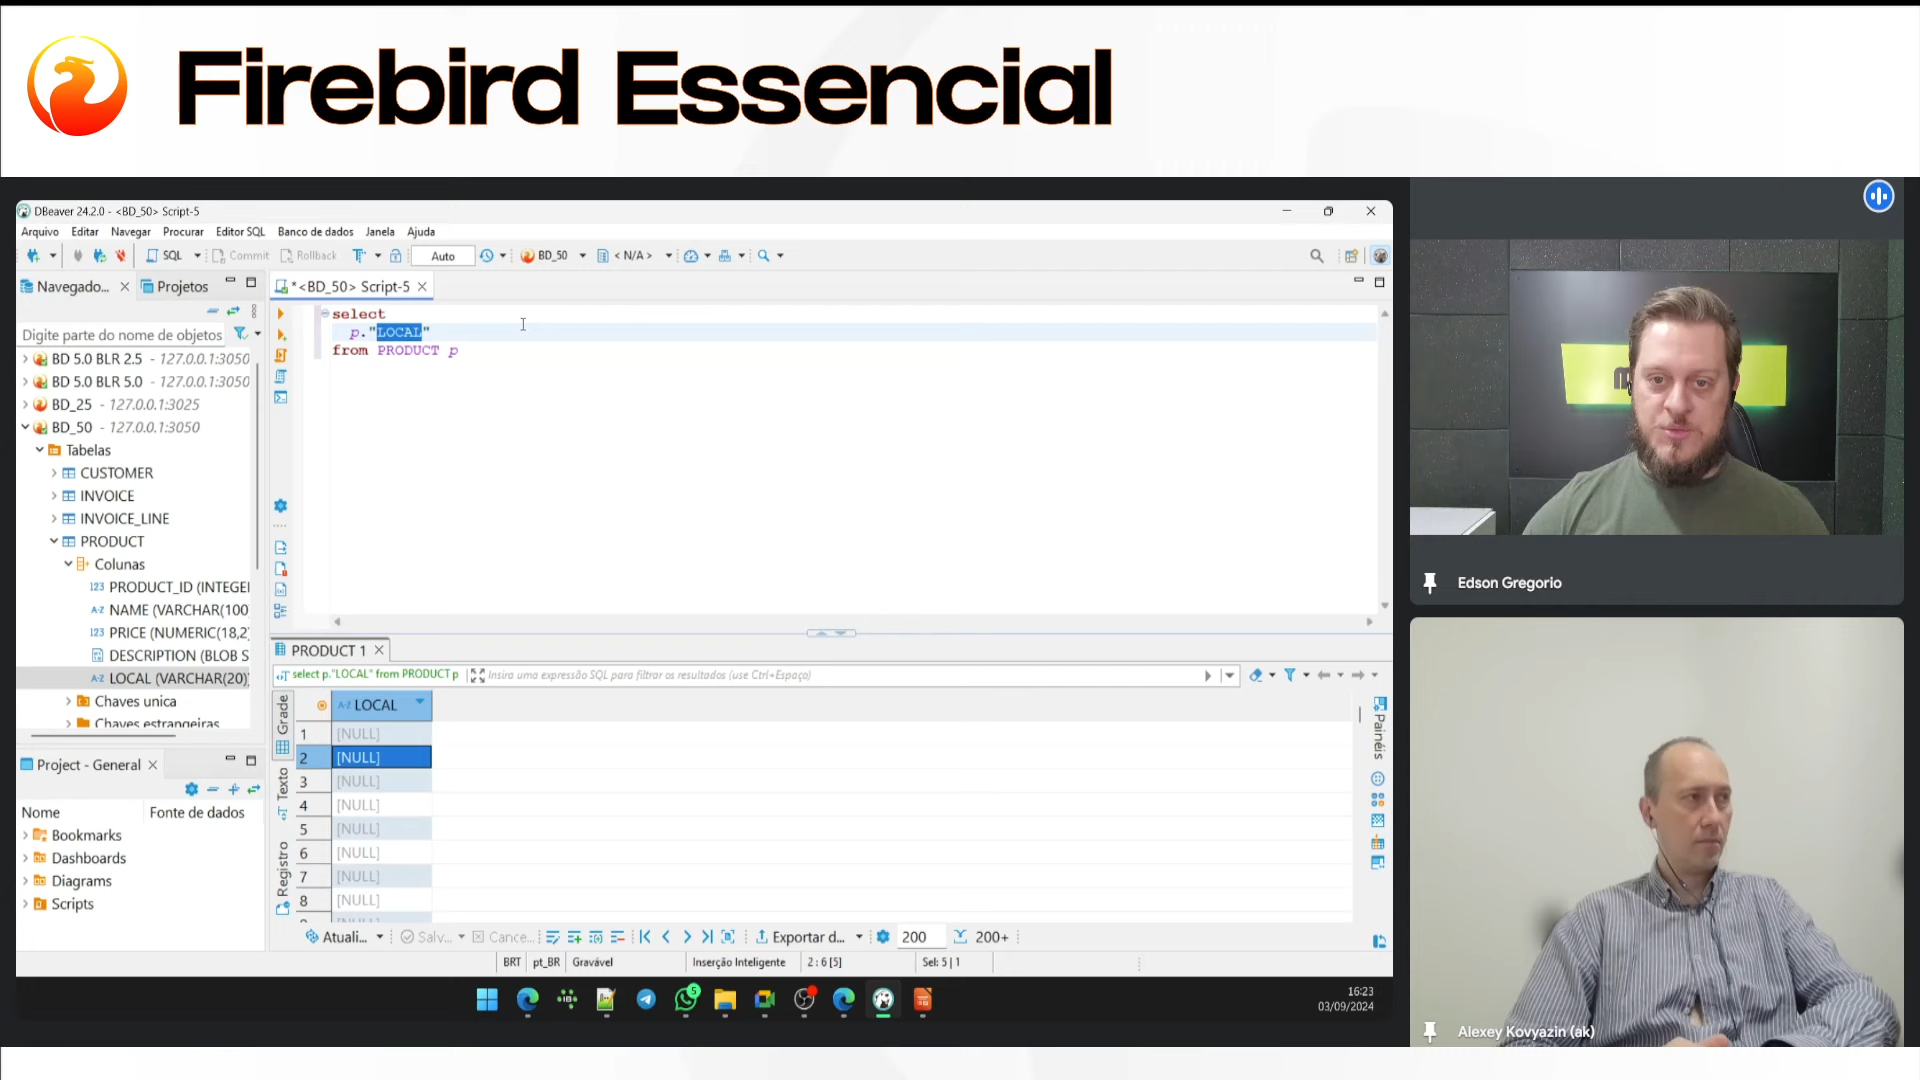 Firebird Essencial
DBeaver 24.2.0 - <BD_50> Script-5
Arquivo Editar Navegar Procurar Editor SQL Banco de dados Janela Ajuda
SQL Commit Rollback Auto BD_50 < N/A >
Navegado... Projetos
*<BD_50> Script-5
Digite parte do nome de objetos
BD 5.0 BLR 2.5 - 127.0.0.1:3050
BD 5.0 BLR 5.0 - 127.0.0.1:3050
BD_25 - 127.0.0.1:3025
BD_50 - 127.0.0.1:3050
Tabelas
CUSTOMER
INVOICE
INVOICE_LINE
PRODUCT
Colunas
PRODUCT_ID (INTEGE
NAME (VARCHAR(100
PRICE (NUMERIC(18,2)
DESCRIPTION (BLOB S
LOCAL (VARCHAR(20)
Chaves unica
Chaves estrangeiras
Project - General
Nome Fonte de dados
Bookmarks
Dashboards
Diagrams
Scripts
select
p."LOCAL"
from PRODUCT p
PRODUCT 1
select p."LOCAL" from PRODUCT p Insira uma expressão SQL para filtrar os resultados (use Ctrl+Espaço)
Grade
Texto
Registro
LOCAL
1 [NULL]
2 [NULL]
3 [NULL]
4 [NULL]
5 [NULL]
6 [NULL]
7 [NULL]
8 [NULL]
Painéis
Atuali... Salv... Cance... Exportar d... 200 200+
BRT pt_BR Gravável Inserção Inteligente 2 : 6 [5] Sel: 5 | 1
5
16:23
03/09/2024
Edson Gregorio
Alexey Kovyazin (ak)